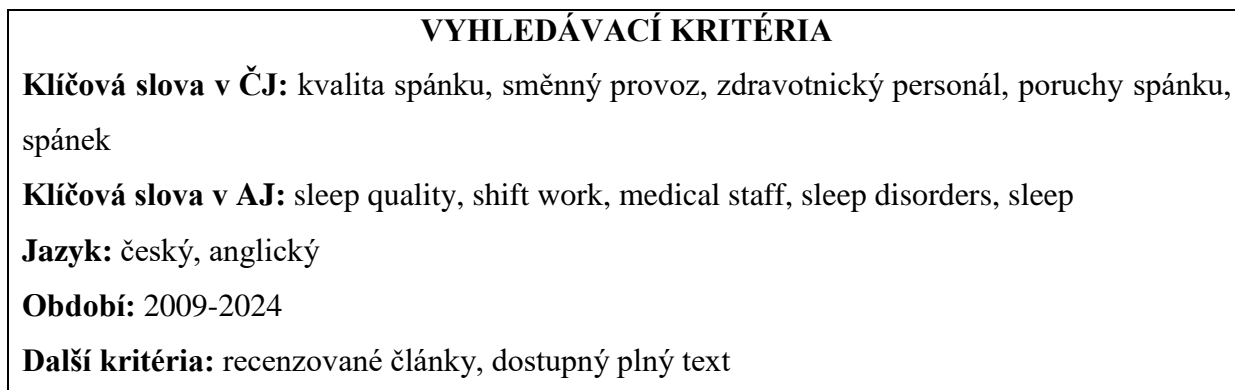 VYHLEDÁVACÍ KRITÉRIA
Klíčová slova v ČJ: kvalita spánku, směnný provoz, zdravotnický personál, poruchy spánku,
spánek
Klíčová slova v AJ: sleep quality, shift work, medical staff, sleep disorders, sleep
Jazyk: český, anglický
Období: 2009-2024
Další kritéria: recenzované články, dostupný plný text